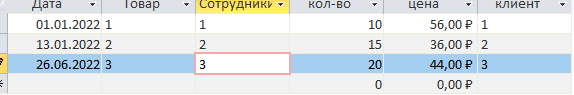 Дата Товар Сотрудники кол-во цена клиент
01.01.2022 1 1 10 56,00 ₽ 1
13.01.2022 2 2 15 36,00 ₽ 2
26.06.2022 3 3 20 44,00 ₽ 3
0 0,00 ₽